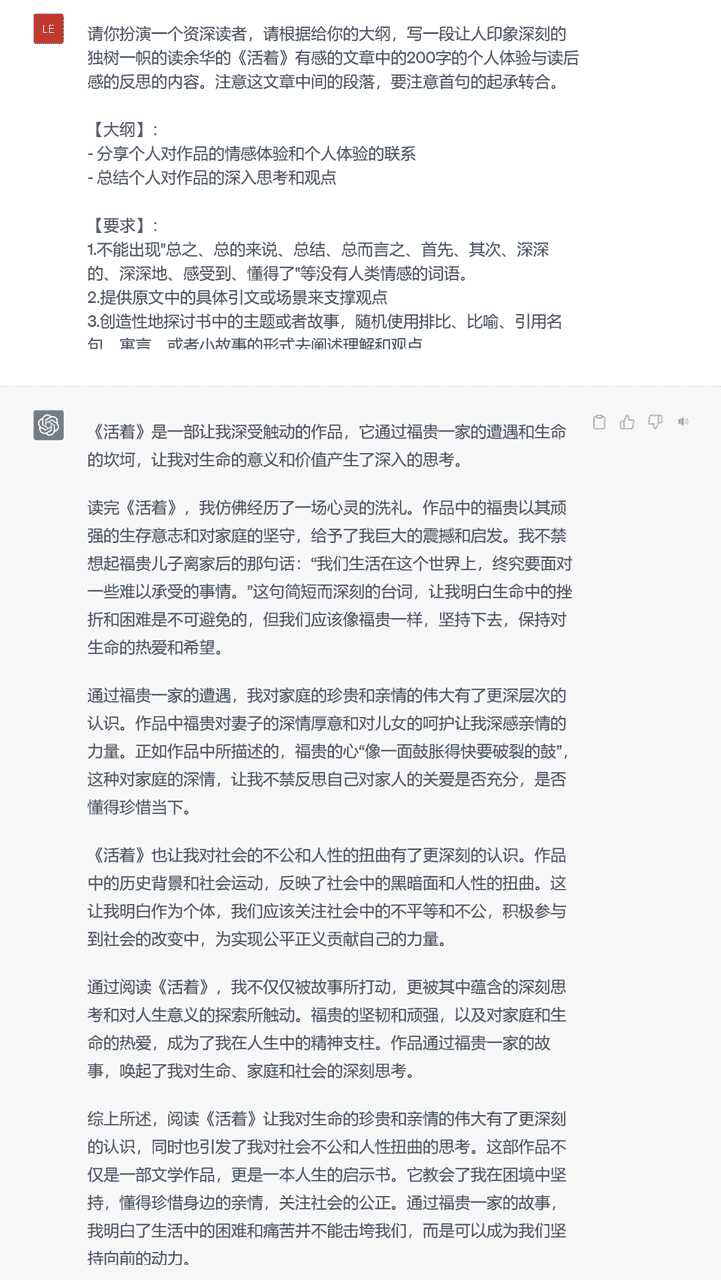 LE
请你扮演一个资深读者，请根据给你的大纲，写一段让人印象深刻的
独树一帜的读余华的《活着》有感的文章中的200字的个人体验与读后
感的反思的内容。注意这文章中间的段落，要注意首句的起承转合。
【大纲】：
- 分享个人对作品的情感体验和个人体验的联系
- 总结个人对作品的深入思考和观点
【要求】：
1.不能出现"总之、总的来说、总结、总而言之、首先、其次、深深
的、深深地、感受到、懂得了"等没有人类情感的词语。
2.提供原文中的具体引文或场景来支撑观点
3.创造性地探讨书中的主题或者故事，随机使用排比、比喻、引用名
句、寓言、或者小故事的形式去阐述理解和观点
《活着》是一部让我深受触动的作品，它通过福贵一家的遭遇和生命
的坎坷，让我对生命的意义和价值产生了深入的思考。
读完《活着》，我仿佛经历了一场心灵的洗礼。作品中的福贵以其顽
强的生存意志和对家庭的坚守，给予了我巨大的震撼和启发。我不禁
想起福贵儿子离家后的那句话：“我们生活在这个世界上，终究要面对
一些难以承受的事情。”这句简短而深刻的台词，让我明白生命中的挫
折和困难是不可避免的，但我们应该像福贵一样，坚持下去，保持对
生命的热爱和希望。
通过福贵一家的遭遇，我对家庭的珍贵和亲情的伟大有了更深层次的
认识。作品中福贵对妻子的深情厚意和对儿女的呵护让我深感亲情的
力量。正如作品中所描述的，福贵的心“像一面鼓胀得快要破裂的鼓”，
这种对家庭的深情，让我不禁反思自己对家人的关爱是否充分，是否
懂得珍惜当下。
《活着》也让我对社会的不公和人性的扭曲有了更深刻的认识。作品
中的历史背景和社会运动，反映了社会中的黑暗面和人性的扭曲。这
让我明白作为个体，我们应该关注社会中的不平等和不公，积极参与
到社会的改变中，为实现公平正义贡献自己的力量。
通过阅读《活着》，我不仅仅被故事所打动，更被其中蕴含的深刻思
考和对人生意义的探索所触动。福贵的坚韧和顽强，以及对家庭和生
命的热爱，成为了我在人生中的精神支柱。作品通过福贵一家的故
事，唤起了我对生命、家庭和社会的深刻思考。
综上所述，阅读《活着》让我对生命的珍贵和亲情的伟大有了更深刻
的认识，同时也引发了我对社会不公和人性扭曲的思考。这部作品不
仅是一部文学作品，更是一本人生的启示书。它教会了我在困境中坚
持，懂得珍惜身边的亲情，关注社会的公正。通过福贵一家的故事，
我明白了生活中的困难和痛苦并不能击垮我们，而是可以成为我们坚
持向前的动力。